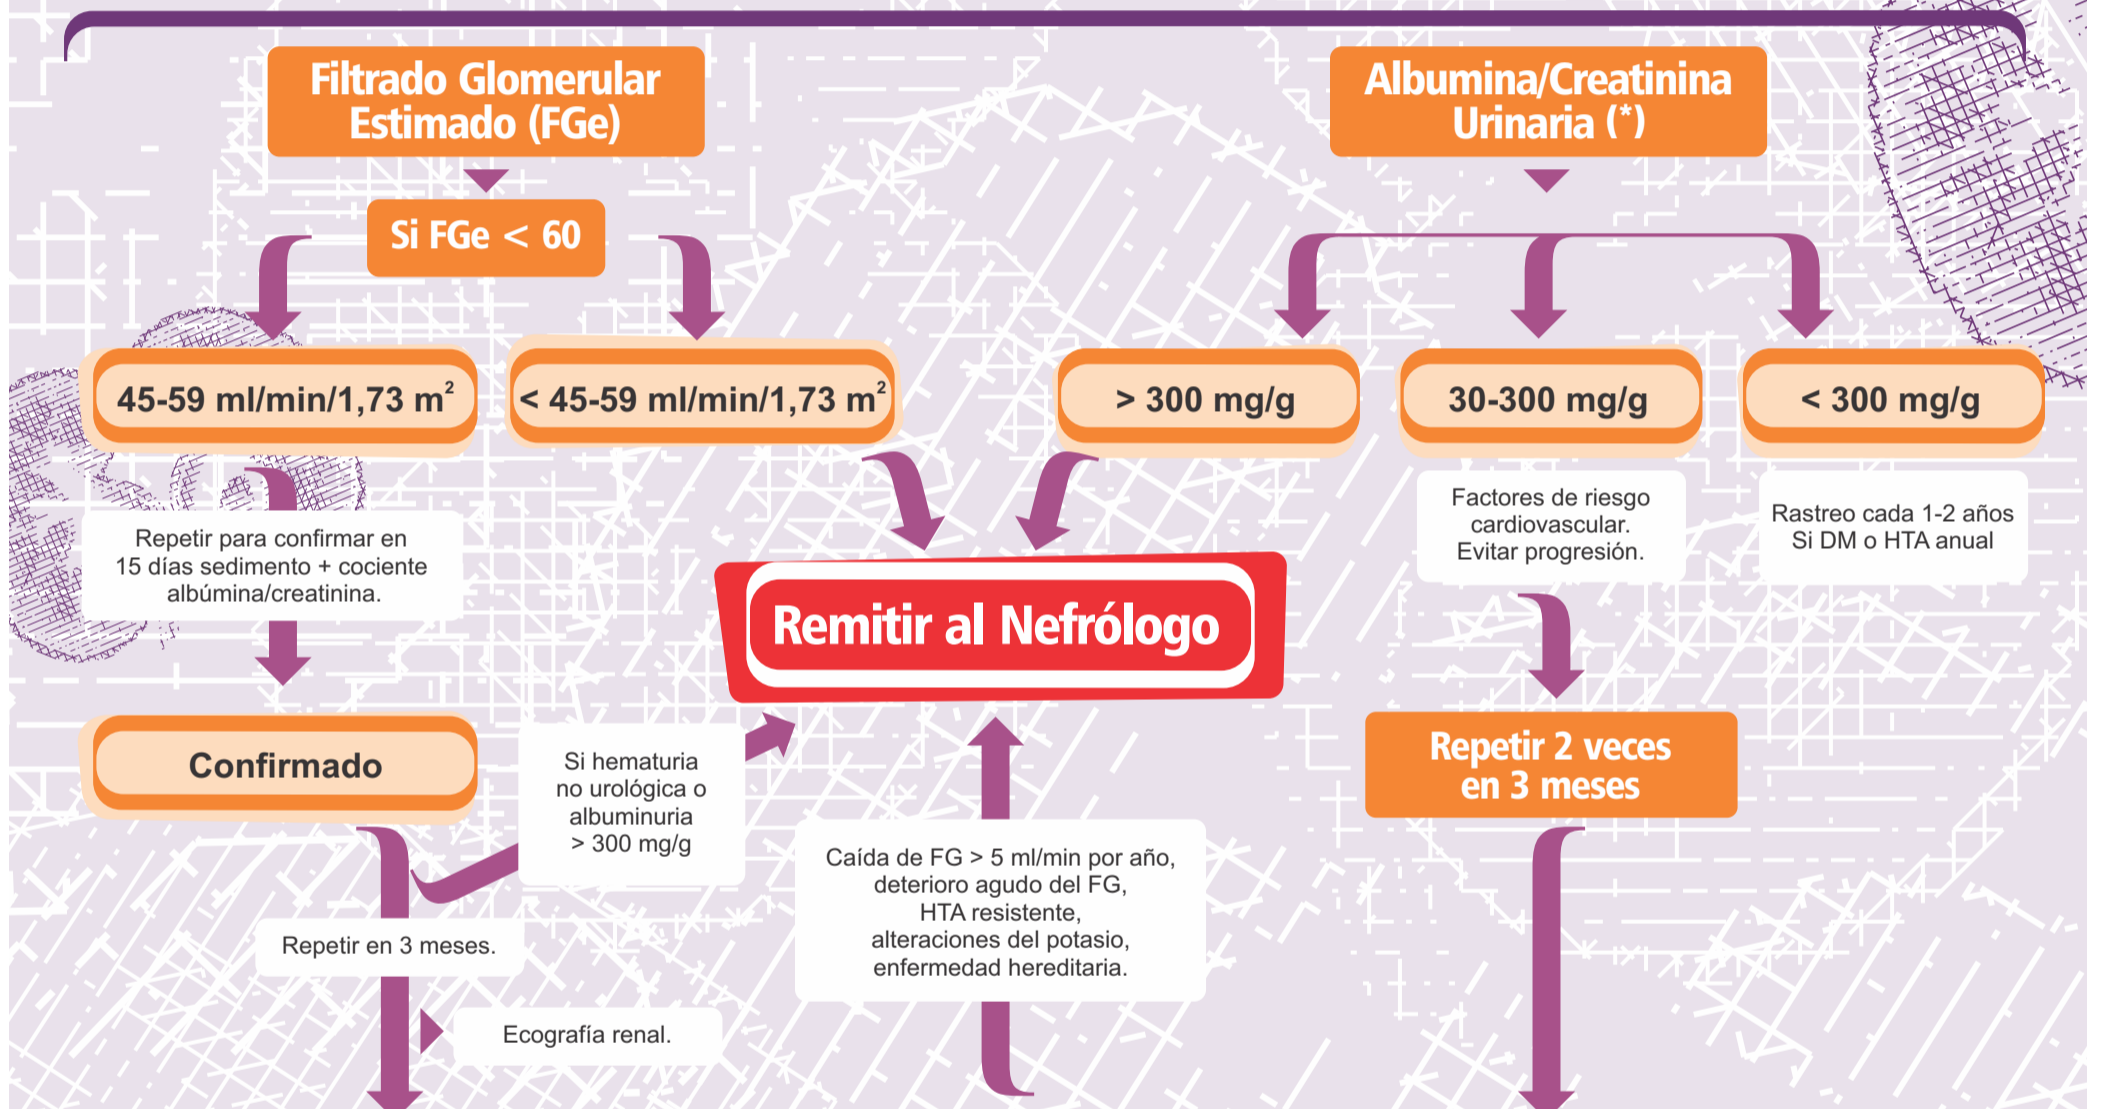 Filtrado Glomerular
Estimado (FGe)
Si FGe < 60
45-59 ml/min/1,73 m²
< 45-59 ml/min/1,73 m²
Repetir para confirmar en
15 días sedimento + cociente
albúmina/creatinina.
Confirmado
Si hematuria
no urológica o
albuminuria
> 300 mg/g
Repetir en 3 meses.
Ecografía renal.
Remitir al Nefrólogo
Caída de FG > 5 ml/min por año,
deterioro agudo del FG,
HTA resistente,
alteraciones del potasio,
enfermedad hereditaria.
Albumina/Creatinina
Urinaria (*)
> 300 mg/g
30-300 mg/g
< 300 mg/g
Factores de riesgo
cardiovascular.
Evitar progresión.
Rastreo cada 1-2 años
Si DM o HTA anual
Repetir 2 veces
en 3 meses